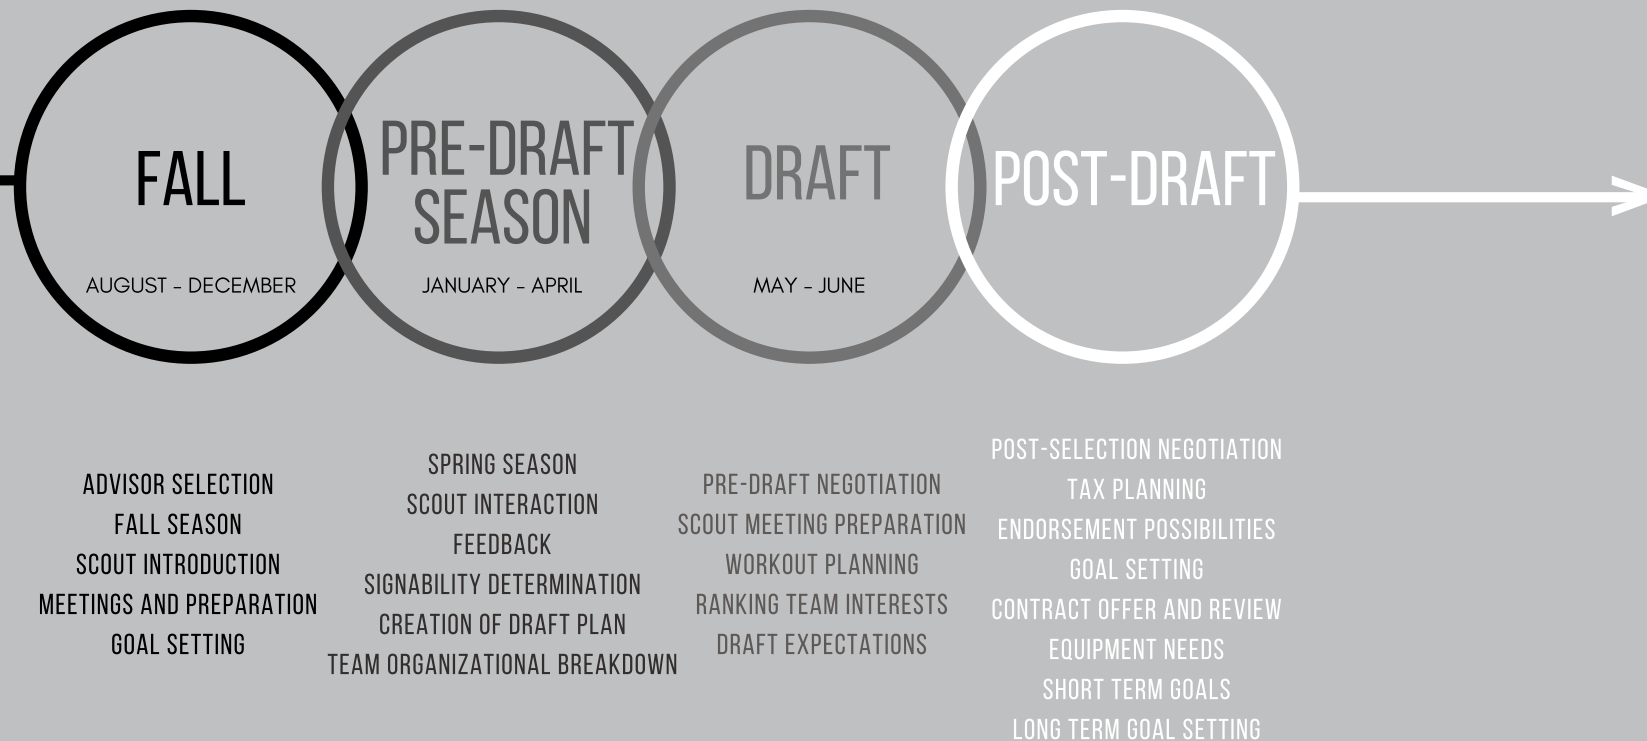 FALL
AUGUST – DECEMBER
PRE-DRAFT
SEASON
JANUARY – APRIL
DRAFT
MAY – JUNE
POST-DRAFT
ADVISOR SELECTION
FALL SEASON
SCOUT INTRODUCTION
MEETINGS AND PREPARATION
GOAL SETTING
SPRING SEASON
SCOUT INTERACTION
FEEDBACK
SIGNABILITY DETERMINATION
CREATION OF DRAFT PLAN
TEAM ORGANIZATIONAL BREAKDOWN
PRE-DRAFT NEGOTIATION
SCOUT MEETING PREPARATION
WORKOUT PLANNING
RANKING TEAM INTERESTS
DRAFT EXPECTATIONS
POST-SELECTION NEGOTIATION
TAX PLANNING
ENDORSEMENT POSSIBILITIES
GOAL SETTING
CONTRACT OFFER AND REVIEW
EQUIPMENT NEEDS
SHORT TERM GOALS
LONG TERM GOAL SETTING